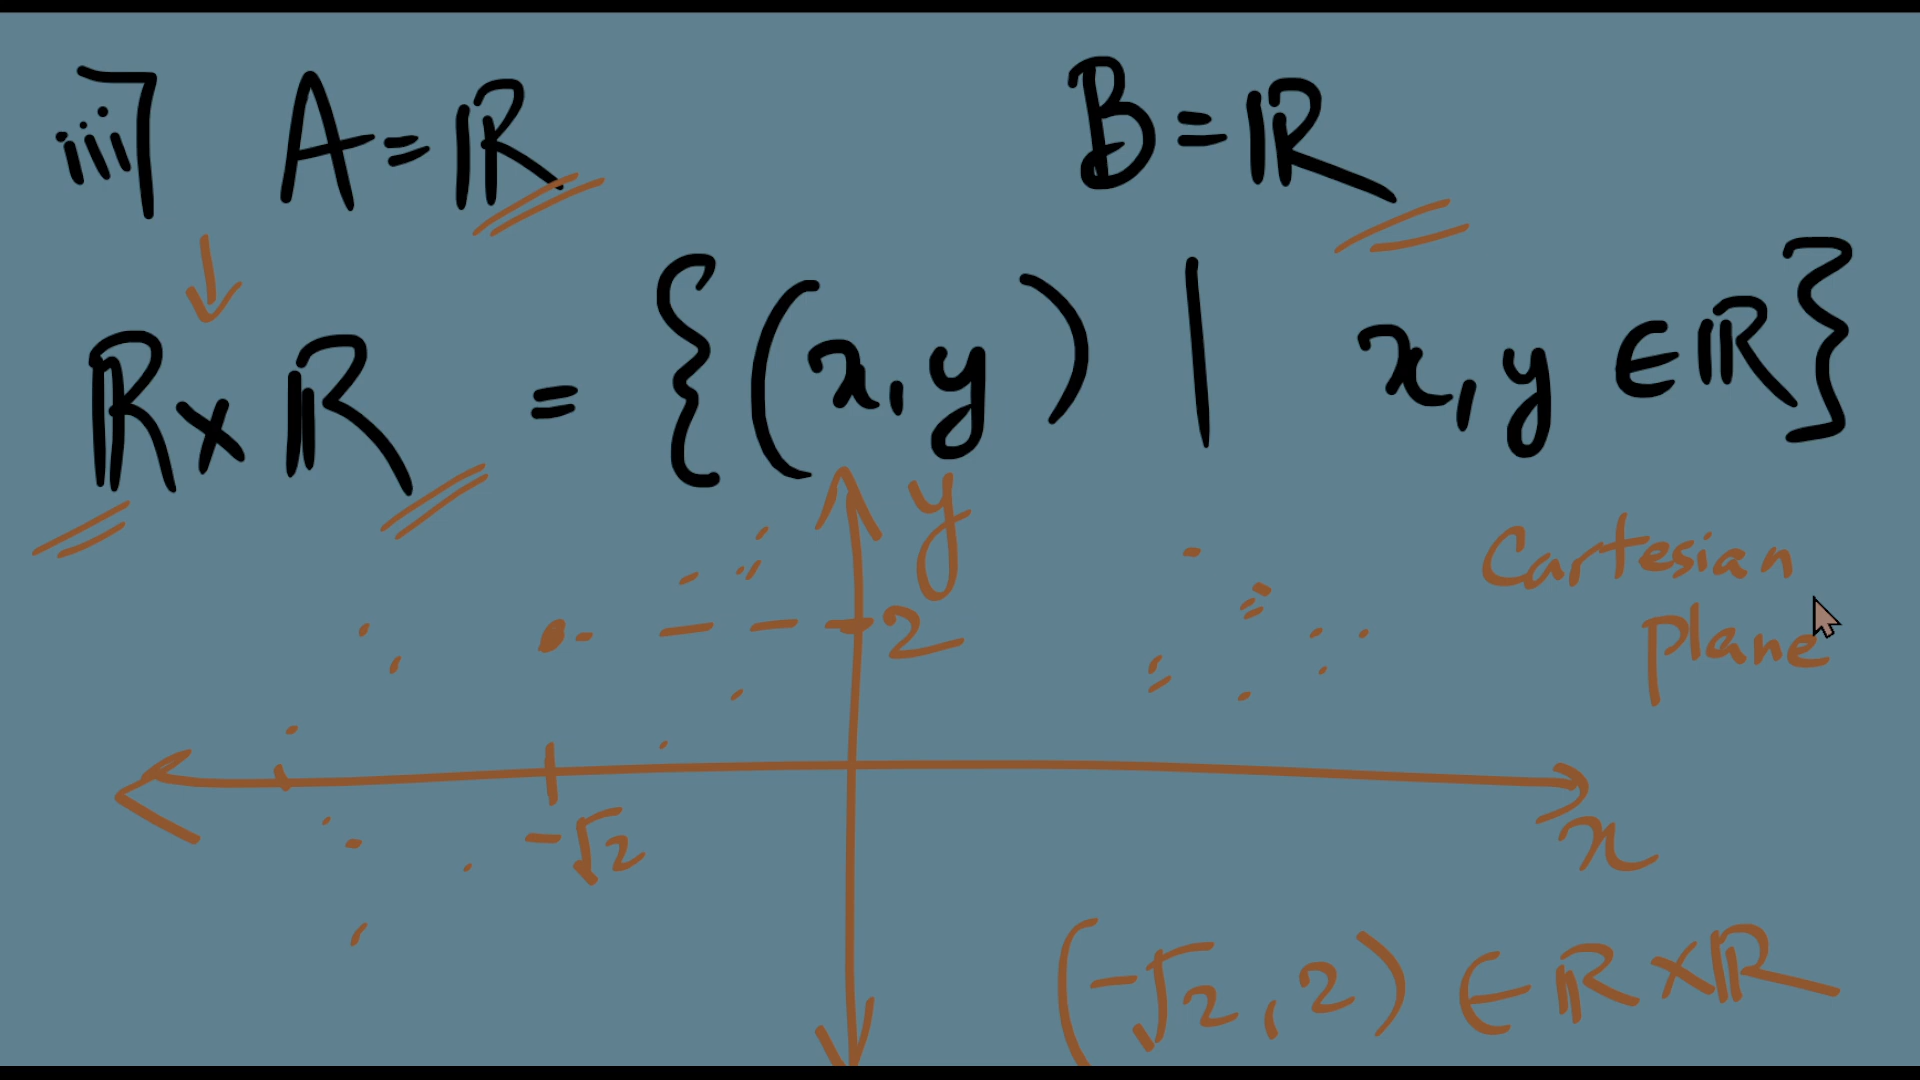 iii] A=ℝ B=ℝ
ℝ×ℝ = {(x,y) | x,y ∈ ℝ}
y
Cartesian
plane
2
-√2
x
(-√2, 2) ∈ ℝ×ℝ